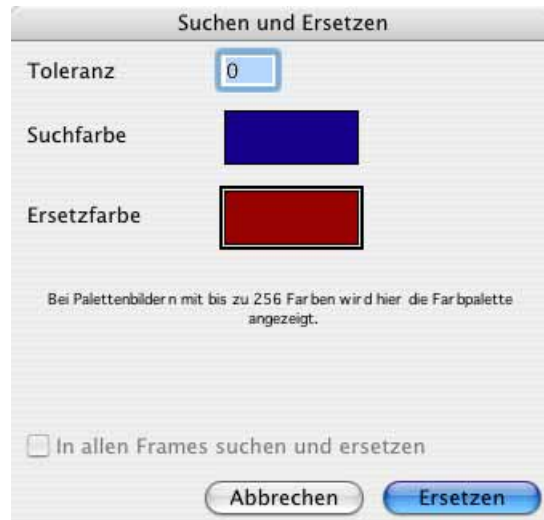 Suchen und Ersetzen
Toleranz 0
Suchfarbe
Ersetzfarbe
Bei Palettenbildern mit bis zu 256 Farben wird hier die Farbpalette
angezeigt.
In allen Frames suchen und ersetzen
Abbrechen Ersetzen